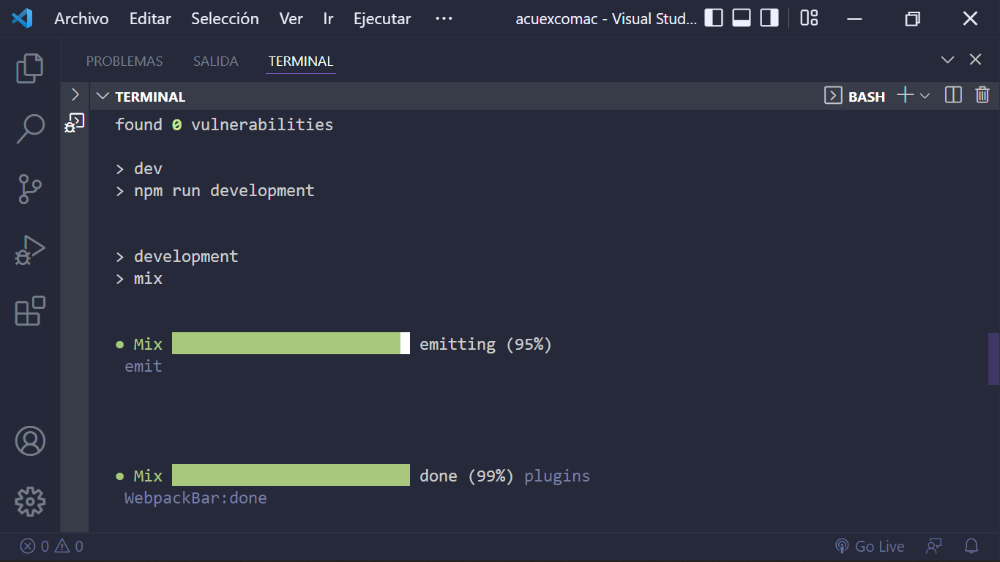 Archivo Editar Selección Ver Ir Ejecutar ··· acuexcomac - Visual Stud...
PROBLEMAS SALIDA TERMINAL
TERMINAL BASH
found 0 vulnerabilities
> dev
> npm run development
> development
> mix
● Mix emitting (95%)
emit
● Mix done (99%) plugins
WebpackBar:done
0 0 Go Live